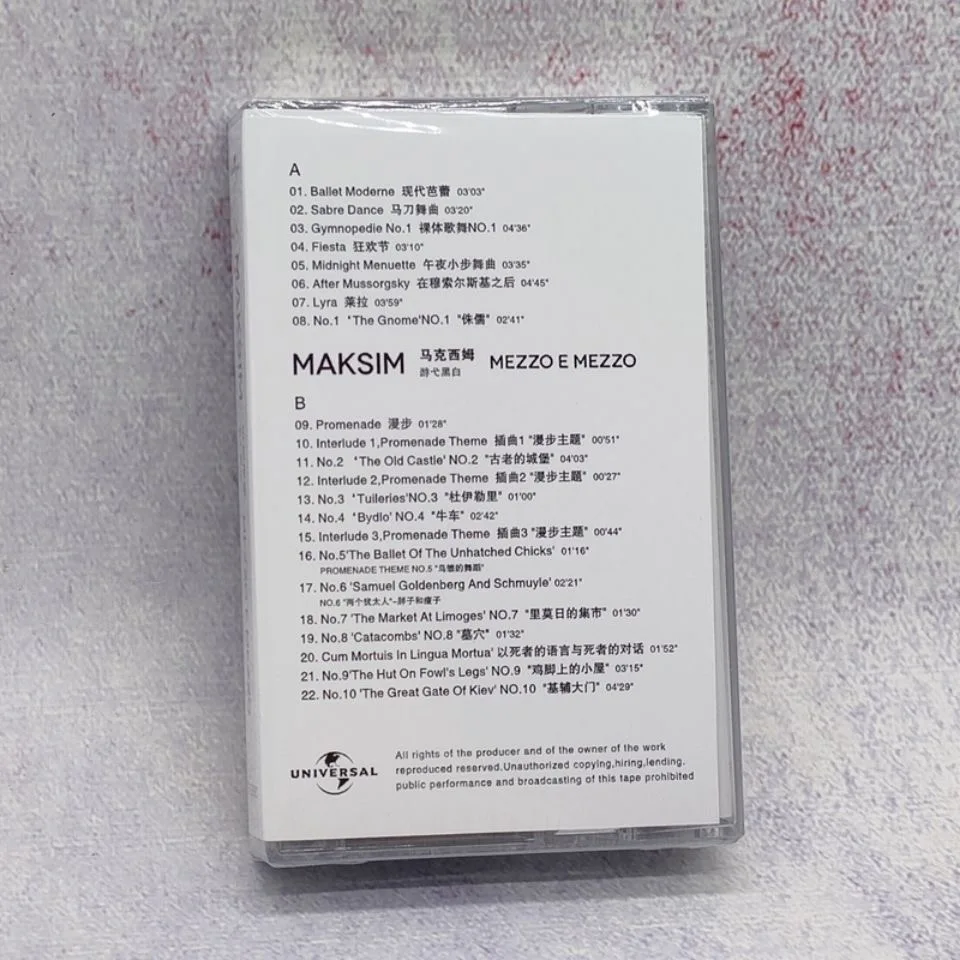 A
01. Ballet Moderne 现代芭蕾 03'03"
02. Sabre Dance 马刀舞曲 03'20"
03. Gymnopedie No.1 裸体歌舞NO.1 04'36"
04. Fiesta 狂欢节 03'10"
05. Midnight Menuette 午夜小步舞曲 03'35"
06. After Mussorgsky 在穆索尔斯基之后 04'45"
07. Lyra 莱拉 03'59"
08. No.1 'The Gnome'NO.1 "侏儒" 02'41"
MAKSIM 马克西姆 MEZZO E MEZZO
游弋黑白
B
09. Promenade 漫步 01'28"
10. Interlude 1,Promenade Theme 插曲1 "漫步主题" 00'51"
11. No.2 'The Old Castle' NO.2 "古老的城堡" 04'03"
12. Interlude 2,Promenade Theme 插曲2 "漫步主题" 00'27"
13. No.3 'Tuileries'NO.3 "杜伊勒里" 01'00"
14. No.4 'Bydlo' NO.4 "牛车" 02'42"
15. Interlude 3,Promenade Theme 插曲3 "漫步主题" 00'44"
16. No.5'The Ballet Of The Unhatched Chicks' 01'16"
PROMENADE THEME NO.5 "鸟雏的舞蹈"
17. No.6 'Samuel Goldenberg And Schmuyle' 02'21"
NO.6 "两个犹太人"-胖子和瘦子
18. No.7 'The Market At Limoges' NO.7 "里莫日的集市" 01'30"
19. No.8 'Catacombs' NO.8 "墓穴" 01'32"
20. Cum Mortuis In Lingua Mortua' 以死者的语言与死者的对话 01'52"
21. No.9'The Hut On Fowl's Legs' NO.9 "鸡脚上的小屋" 03'15"
22. No.10 'The Great Gate Of Kiev' NO.10 "基辅大门" 04'29"
UNIVERSAL
All rights of the producer and of the owner of the work
reproduced reserved.Unauthorized copying,hiring,lending.
public performance and broadcasting of this tape prohibited